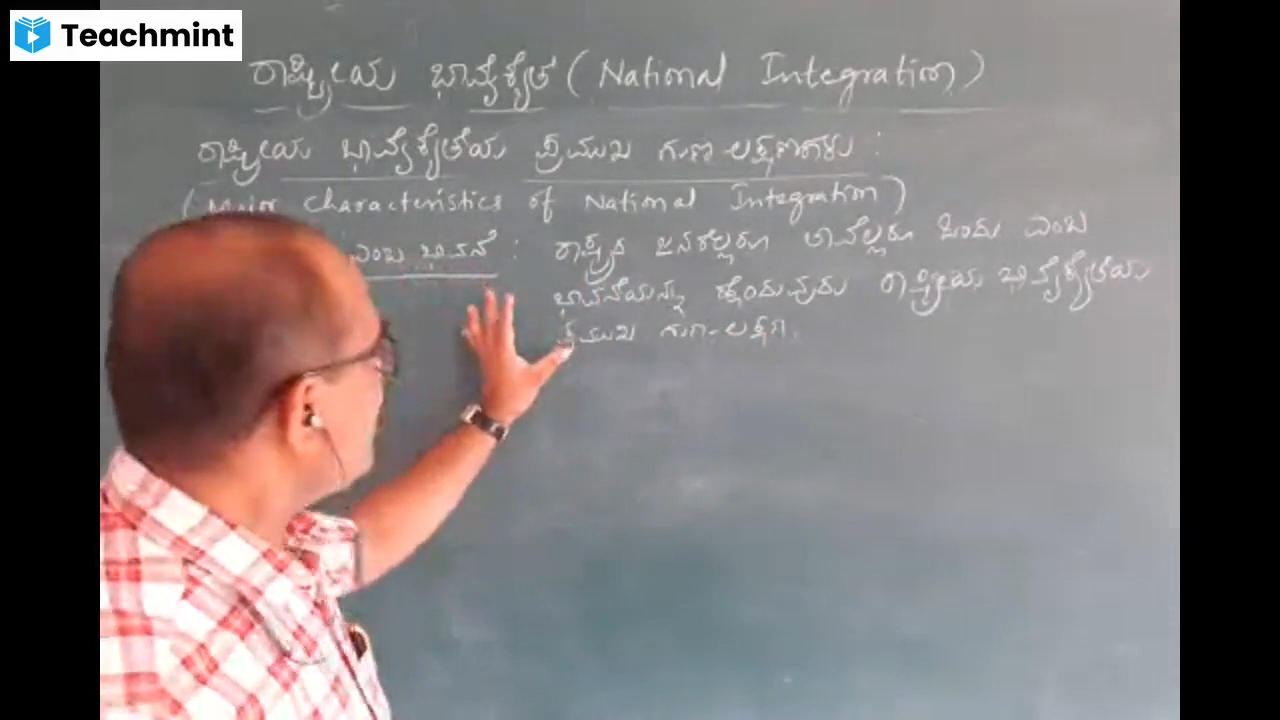 Teachmint
ರಾಷ್ಟ್ರೀಯ ಭಾವೈಕ್ಯತೆ (National Integration)
ರಾಷ್ಟ್ರೀಯ ಭಾವೈಕ್ಯತೆಯ ಪ್ರಮುಖ ಗುಣ ಲಕ್ಷಣಗಳು :
(Major Characteristics of National Integration)
ಎಂಬ ಭಾವನೆ : ರಾಷ್ಟ್ರದ ಜನರೆಲ್ಲರೂ ನಾವೆಲ್ಲರೂ ಒಂದು ಎಂಬ
ಭಾವನೆಯನ್ನು ಹೊಂದುವುದು ರಾಷ್ಟ್ರೀಯ ಭಾವೈಕ್ಯತೆಯ
ಪ್ರಮುಖ ಗುಣ-ಲಕ್ಷಣ.